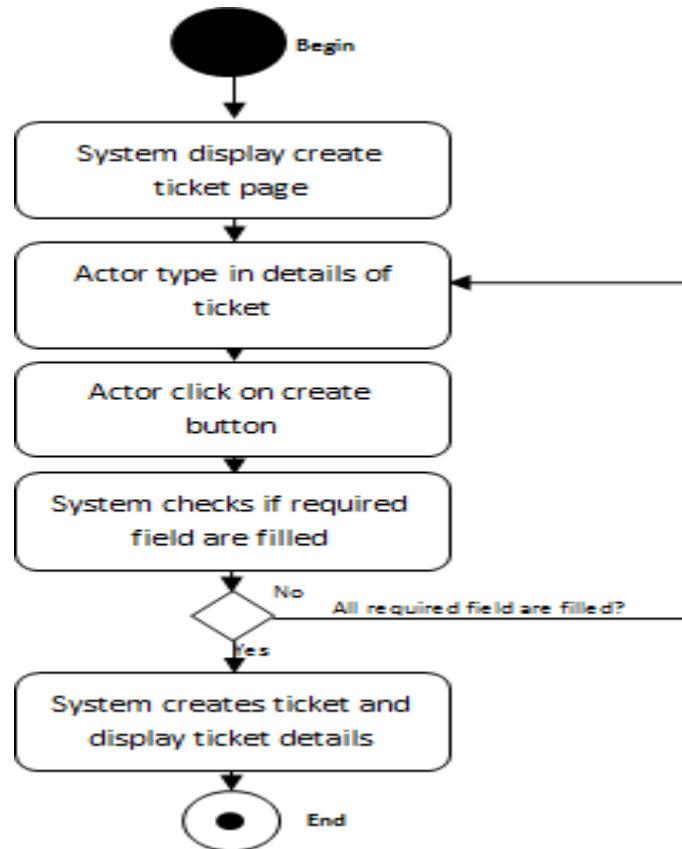 Begin
System display create
ticket page
Actor type in details of
ticket
Actor click on create
button
System checks if required
field are filled
No
All required field are filled?
Yes
System creates ticket and
display ticket details
End